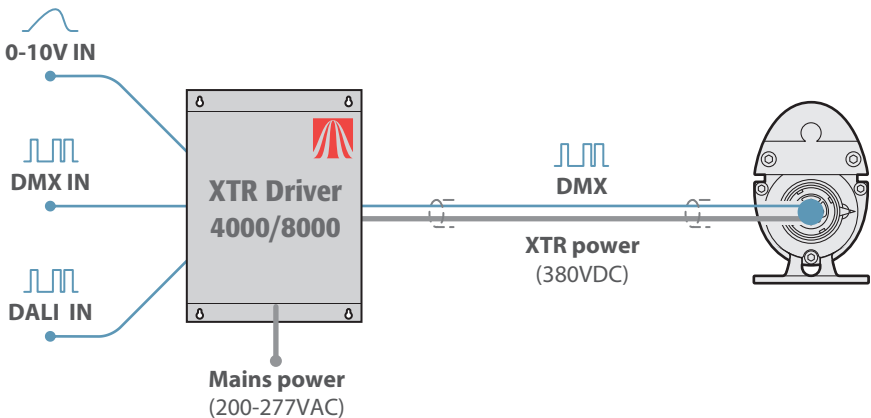 0-10V IN
DMX IN
DALI IN
XTR Driver
4000/8000
Mains power
(200-277VAC)
DMX
XTR power
(380VDC)